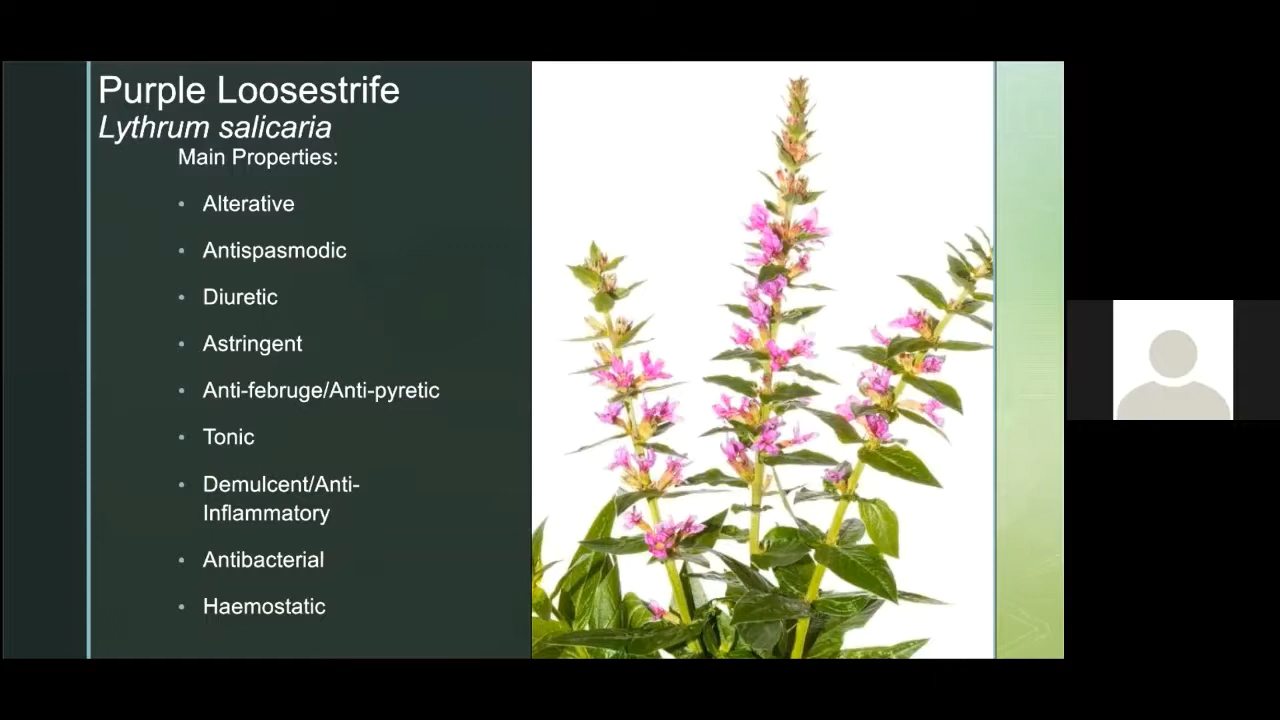 Purple Loosestrife
Lythrum salicaria
Main Properties:
• Alterative
• Antispasmodic
• Diuretic
• Astringent
• Anti-februge/Anti-pyretic
• Tonic
• Demulcent/Anti-
Inflammatory
• Antibacterial
• Haemostatic